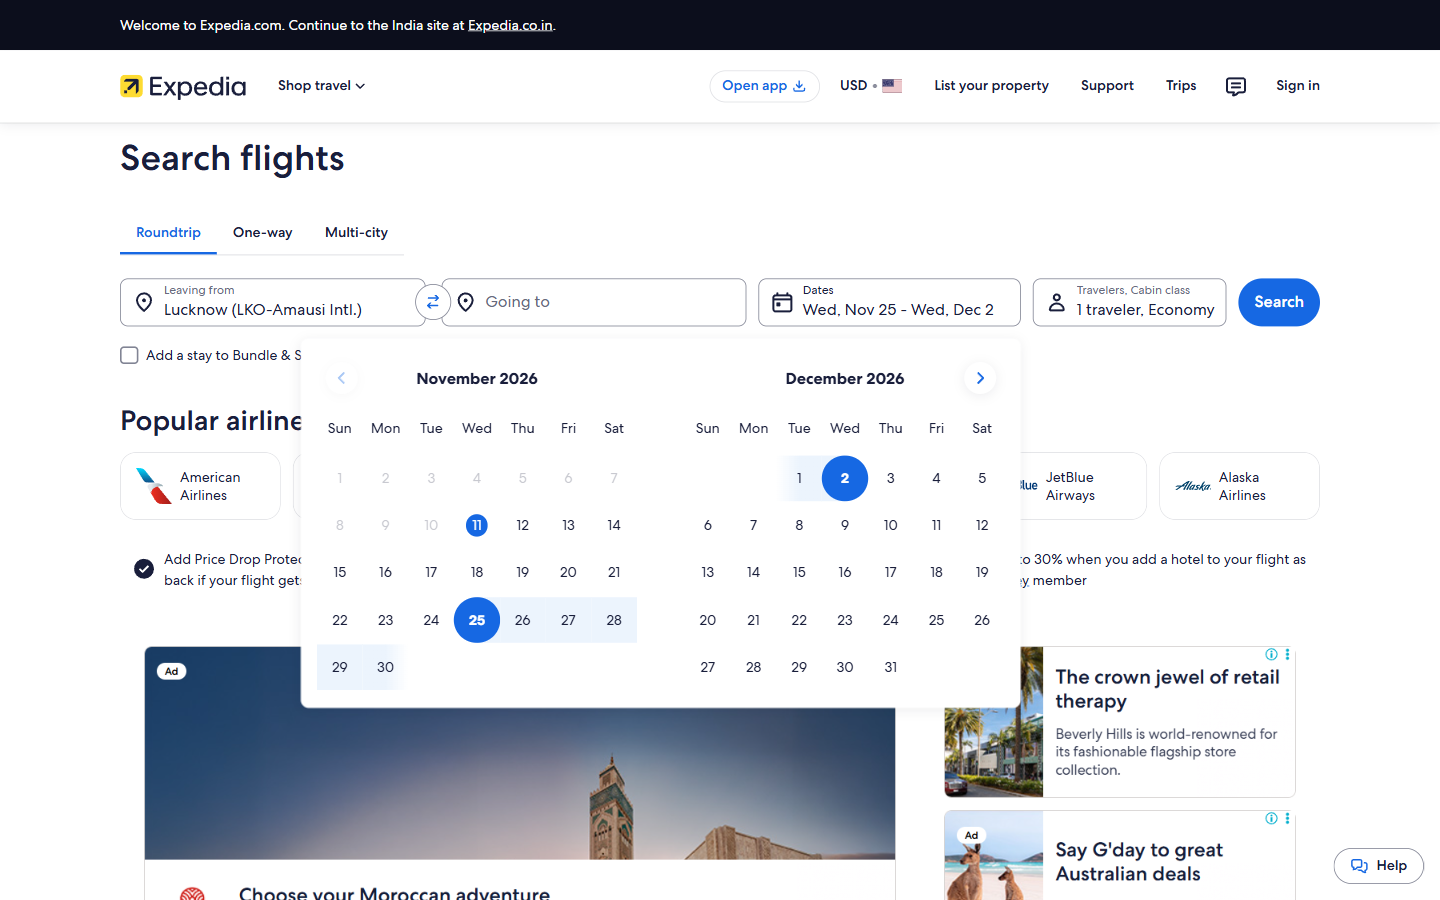 Welcome to Expedia.com. Continue to the India site at Expedia.co.in.
Expedia
Shop travel
Open app
USD •
List your property
Support
Trips
Sign in
Search flights
Roundtrip
One-way
Multi-city
Leaving from
Lucknow (LKO-Amausi Intl.)
Going to
Dates
Wed, Nov 25 - Wed, Dec 2
Travelers, Cabin class
1 traveler, Economy
Search
Add a stay to Bundle & S
November 2026
Sun Mon Tue Wed Thu Fri Sat
1 2 3 4 5 6 7
8 9 10 11 12 13 14
15 16 17 18 19 20 21
22 23 24 25 26 27 28
29 30
December 2026
Sun Mon Tue Wed Thu Fri Sat
1 2 3 4 5
6 7 8 9 10 11 12
13 14 15 16 17 18 19
20 21 22 23 24 25 26
27 28 29 30 31
Popular airline
American
Airlines
lue
JetBlue
Airways
Alaska
Alaska
Airlines
Add Price Drop Protec
back if your flight get
to 30% when you add a hotel to your flight as
member
Ad
Choose your Moroccan adventure
The crown jewel of retail
therapy
Beverly Hills is world-renowned for
its fashionable flagship store
collection.
Ad
Say G'day to great
Australian deals
Help